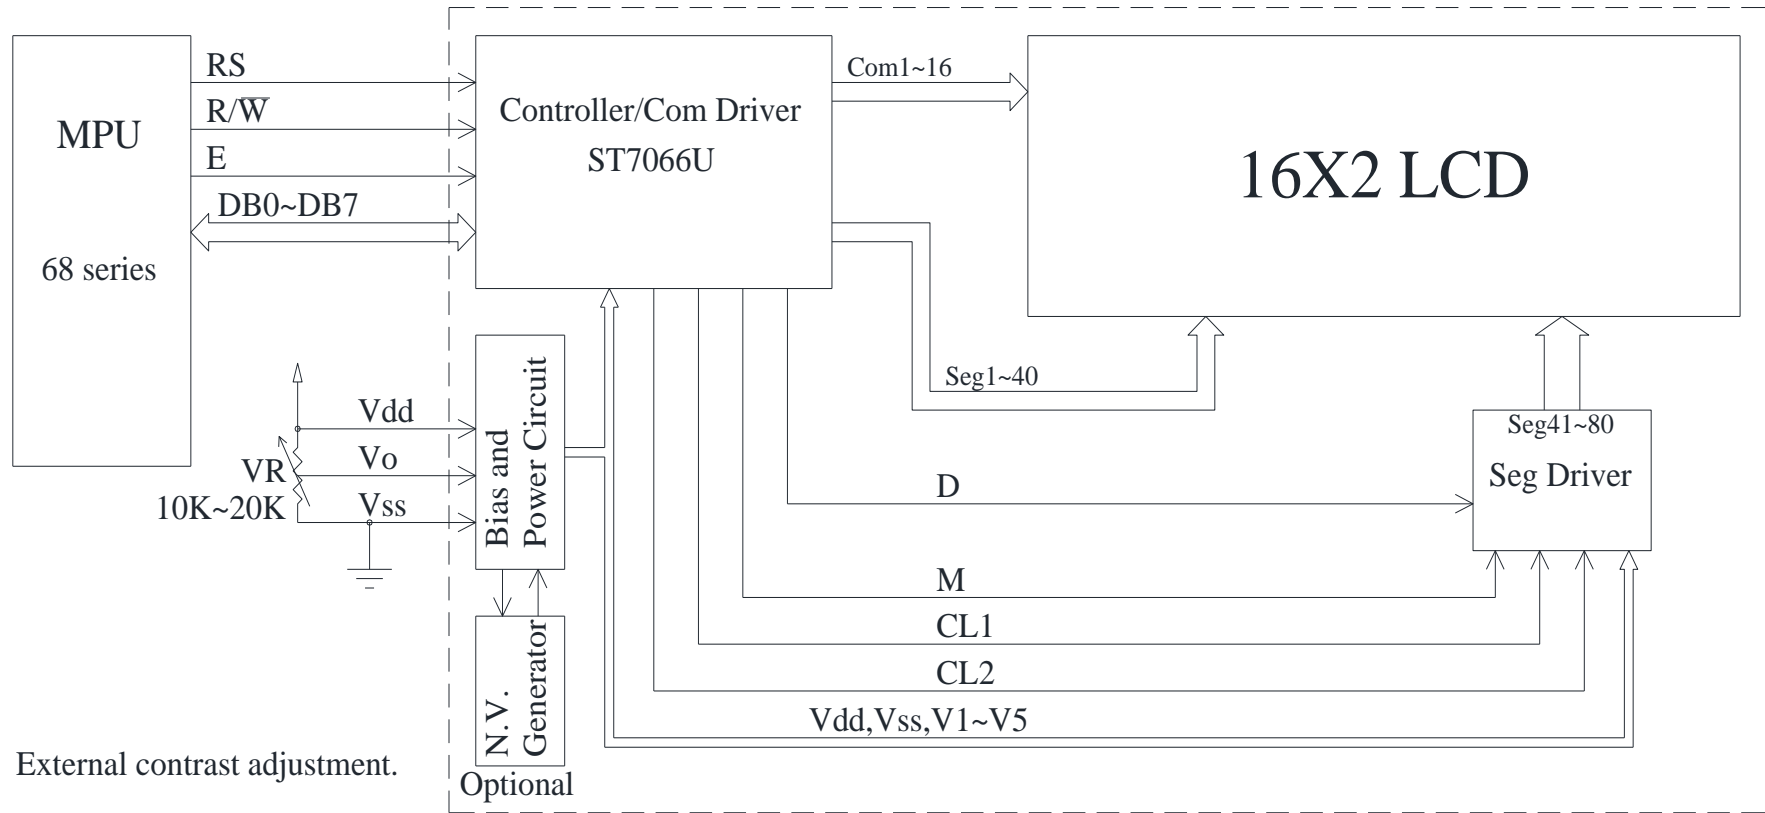 MPU
68 series
RS
R/W̅
E
DB0~DB7
Controller/Com Driver
ST7066U
Com1~16
16X2 LCD
Seg1~40
Seg41~80
Seg Driver
Vdd
Vo
Vss
VR
10K~20K
Bias and
Power Circuit
N.V.
Generator
Optional
D
M
CL1
CL2
Vdd,Vss,V1~V5
External contrast adjustment.